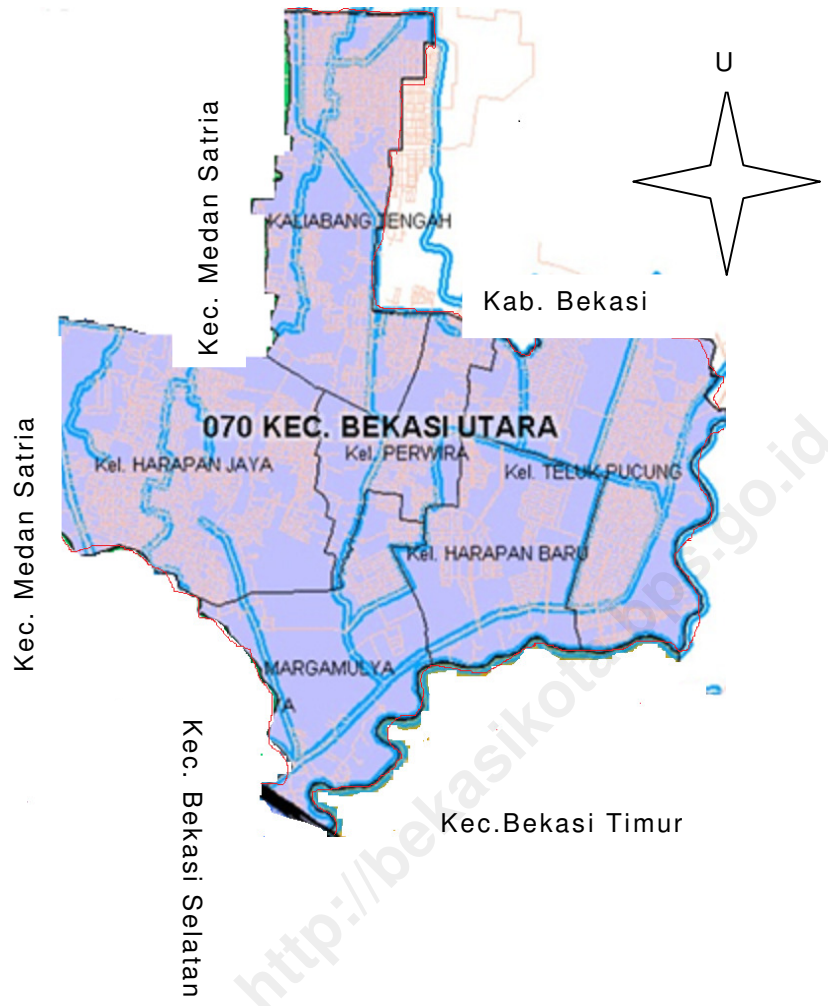 U
Kec. Medan Satria
KALIABANG TENGAH
Kab. Bekasi
070 KEC. BEKASI UTARA
Kel. PERWIRA
Kel. HARAPAN JAYA
Kel. TELUK PUCUNG
Kec. Medan Satria
Kel. HARAPAN BARU
MARGAMULYA
A
Kec. Bekasi Selatan
Kec.Bekasi Timur
http://bekasikota.bps.go.id